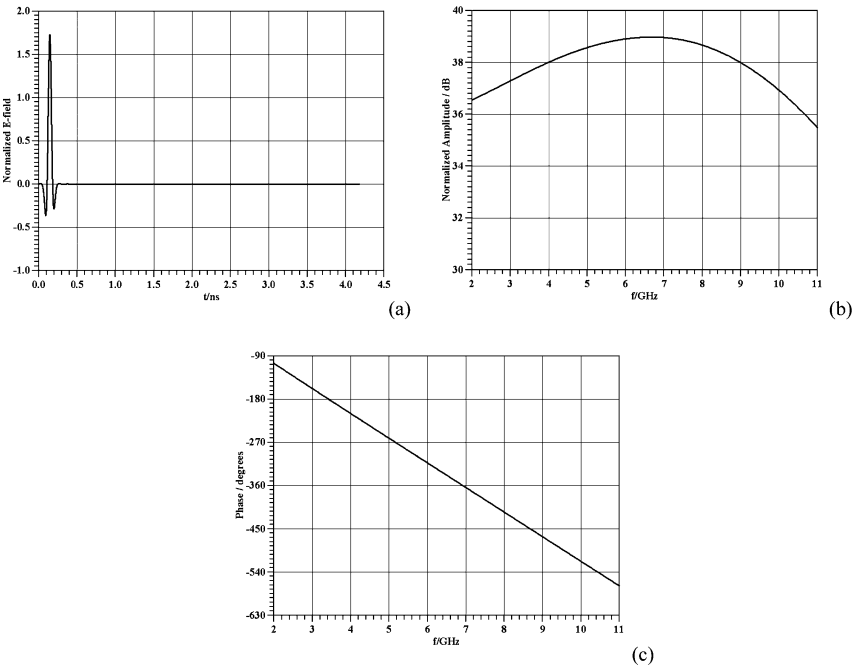 2.0
1.5
1.0
0.5
0.0
-0.5
-1.0
Normalized E-field
0.0 0.5 1.0 1.5 2.0 2.5 3.0 3.5 4.0 4.5
t/ns
(a)
40
38
36
34
32
30
Normalized Amplitude / dB
2 3 4 5 6 7 8 9 10 11
f/GHz
(b)
-90
-180
-270
-360
-450
-540
-630
Phase / degrees
2 3 4 5 6 7 8 9 10 11
f/GHz
(c)